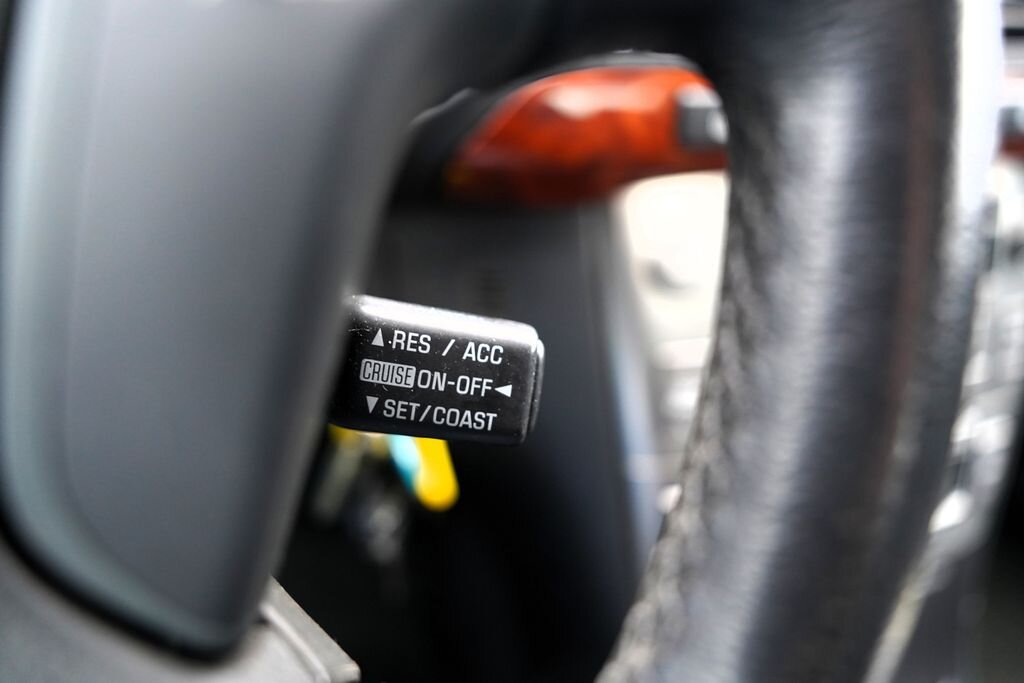 ▲ RES / ACC
CRUISE ON-OFF ◀
▼ SET/COAST